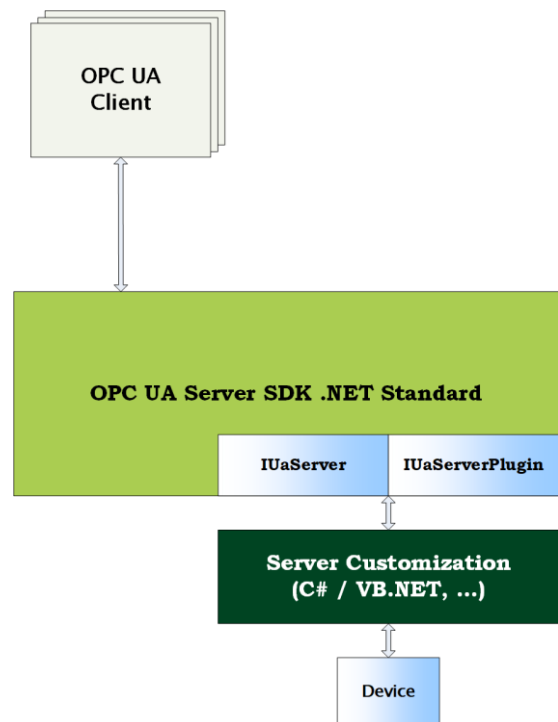 OPC UA
Client
OPC UA Server SDK .NET Standard
IUaServer
IUaServerPlugin
Server Customization
(C# / VB.NET, ...)
Device